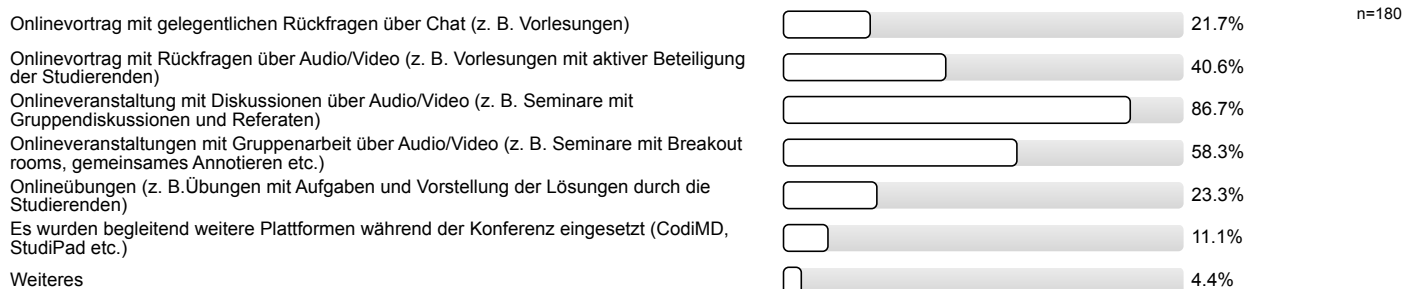 n=180
Onlinevortrag mit gelegentlichen Rückfragen über Chat (z. B. Vorlesungen)
21.7%
Onlinevortrag mit Rückfragen über Audio/Video (z. B. Vorlesungen mit aktiver Beteiligung
der Studierenden)
40.6%
Onlineveranstaltung mit Diskussionen über Audio/Video (z. B. Seminare mit
Gruppendiskussionen und Referaten)
86.7%
Onlineveranstaltungen mit Gruppenarbeit über Audio/Video (z. B. Seminare mit Breakout
rooms, gemeinsames Annotieren etc.)
58.3%
Onlineübungen (z. B.Übungen mit Aufgaben und Vorstellung der Lösungen durch die
Studierenden)
23.3%
Es wurden begleitend weitere Plattformen während der Konferenz eingesetzt (CodiMD,
StudiPad etc.)
11.1%
Weiteres
4.4%